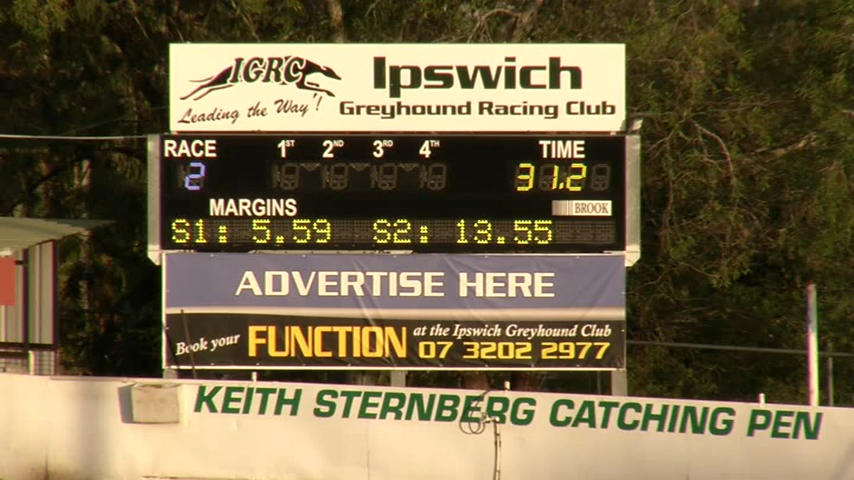 IGRC
Leading the Way!
Ipswich
Greyhound Racing Club
RACE 1ST 2ND 3RD 4TH TIME
2 31.2
MARGINS BROOK
S1: 5.59 S2: 13.55
ADVERTISE HERE
Book your FUNCTION at the Ipswich Greyhound Club
07 3202 2977
KEITH STERNBERG CATCHING PEN